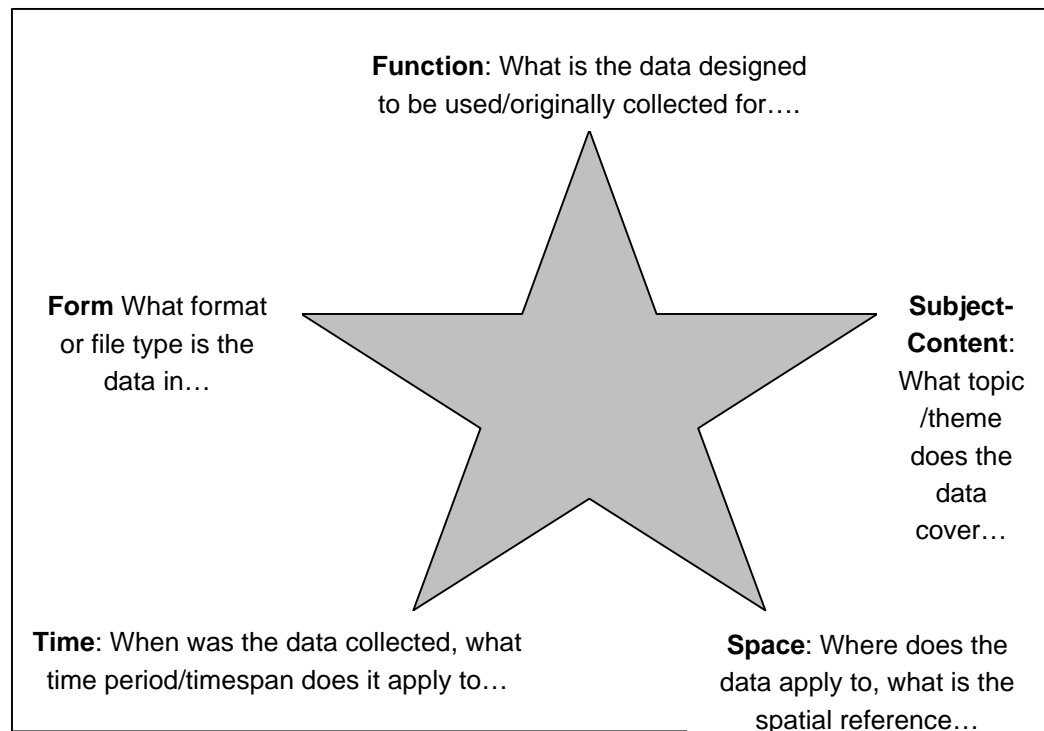 Function: What is the data designed
to be used/originally collected for….
Form What format
or file type is the
data in…
Subject-
Content:
What topic
/theme
does the
data
cover…
Time: When was the data collected, what
time period/timespan does it apply to…
Space: Where does the
data apply to, what is the
spatial reference…